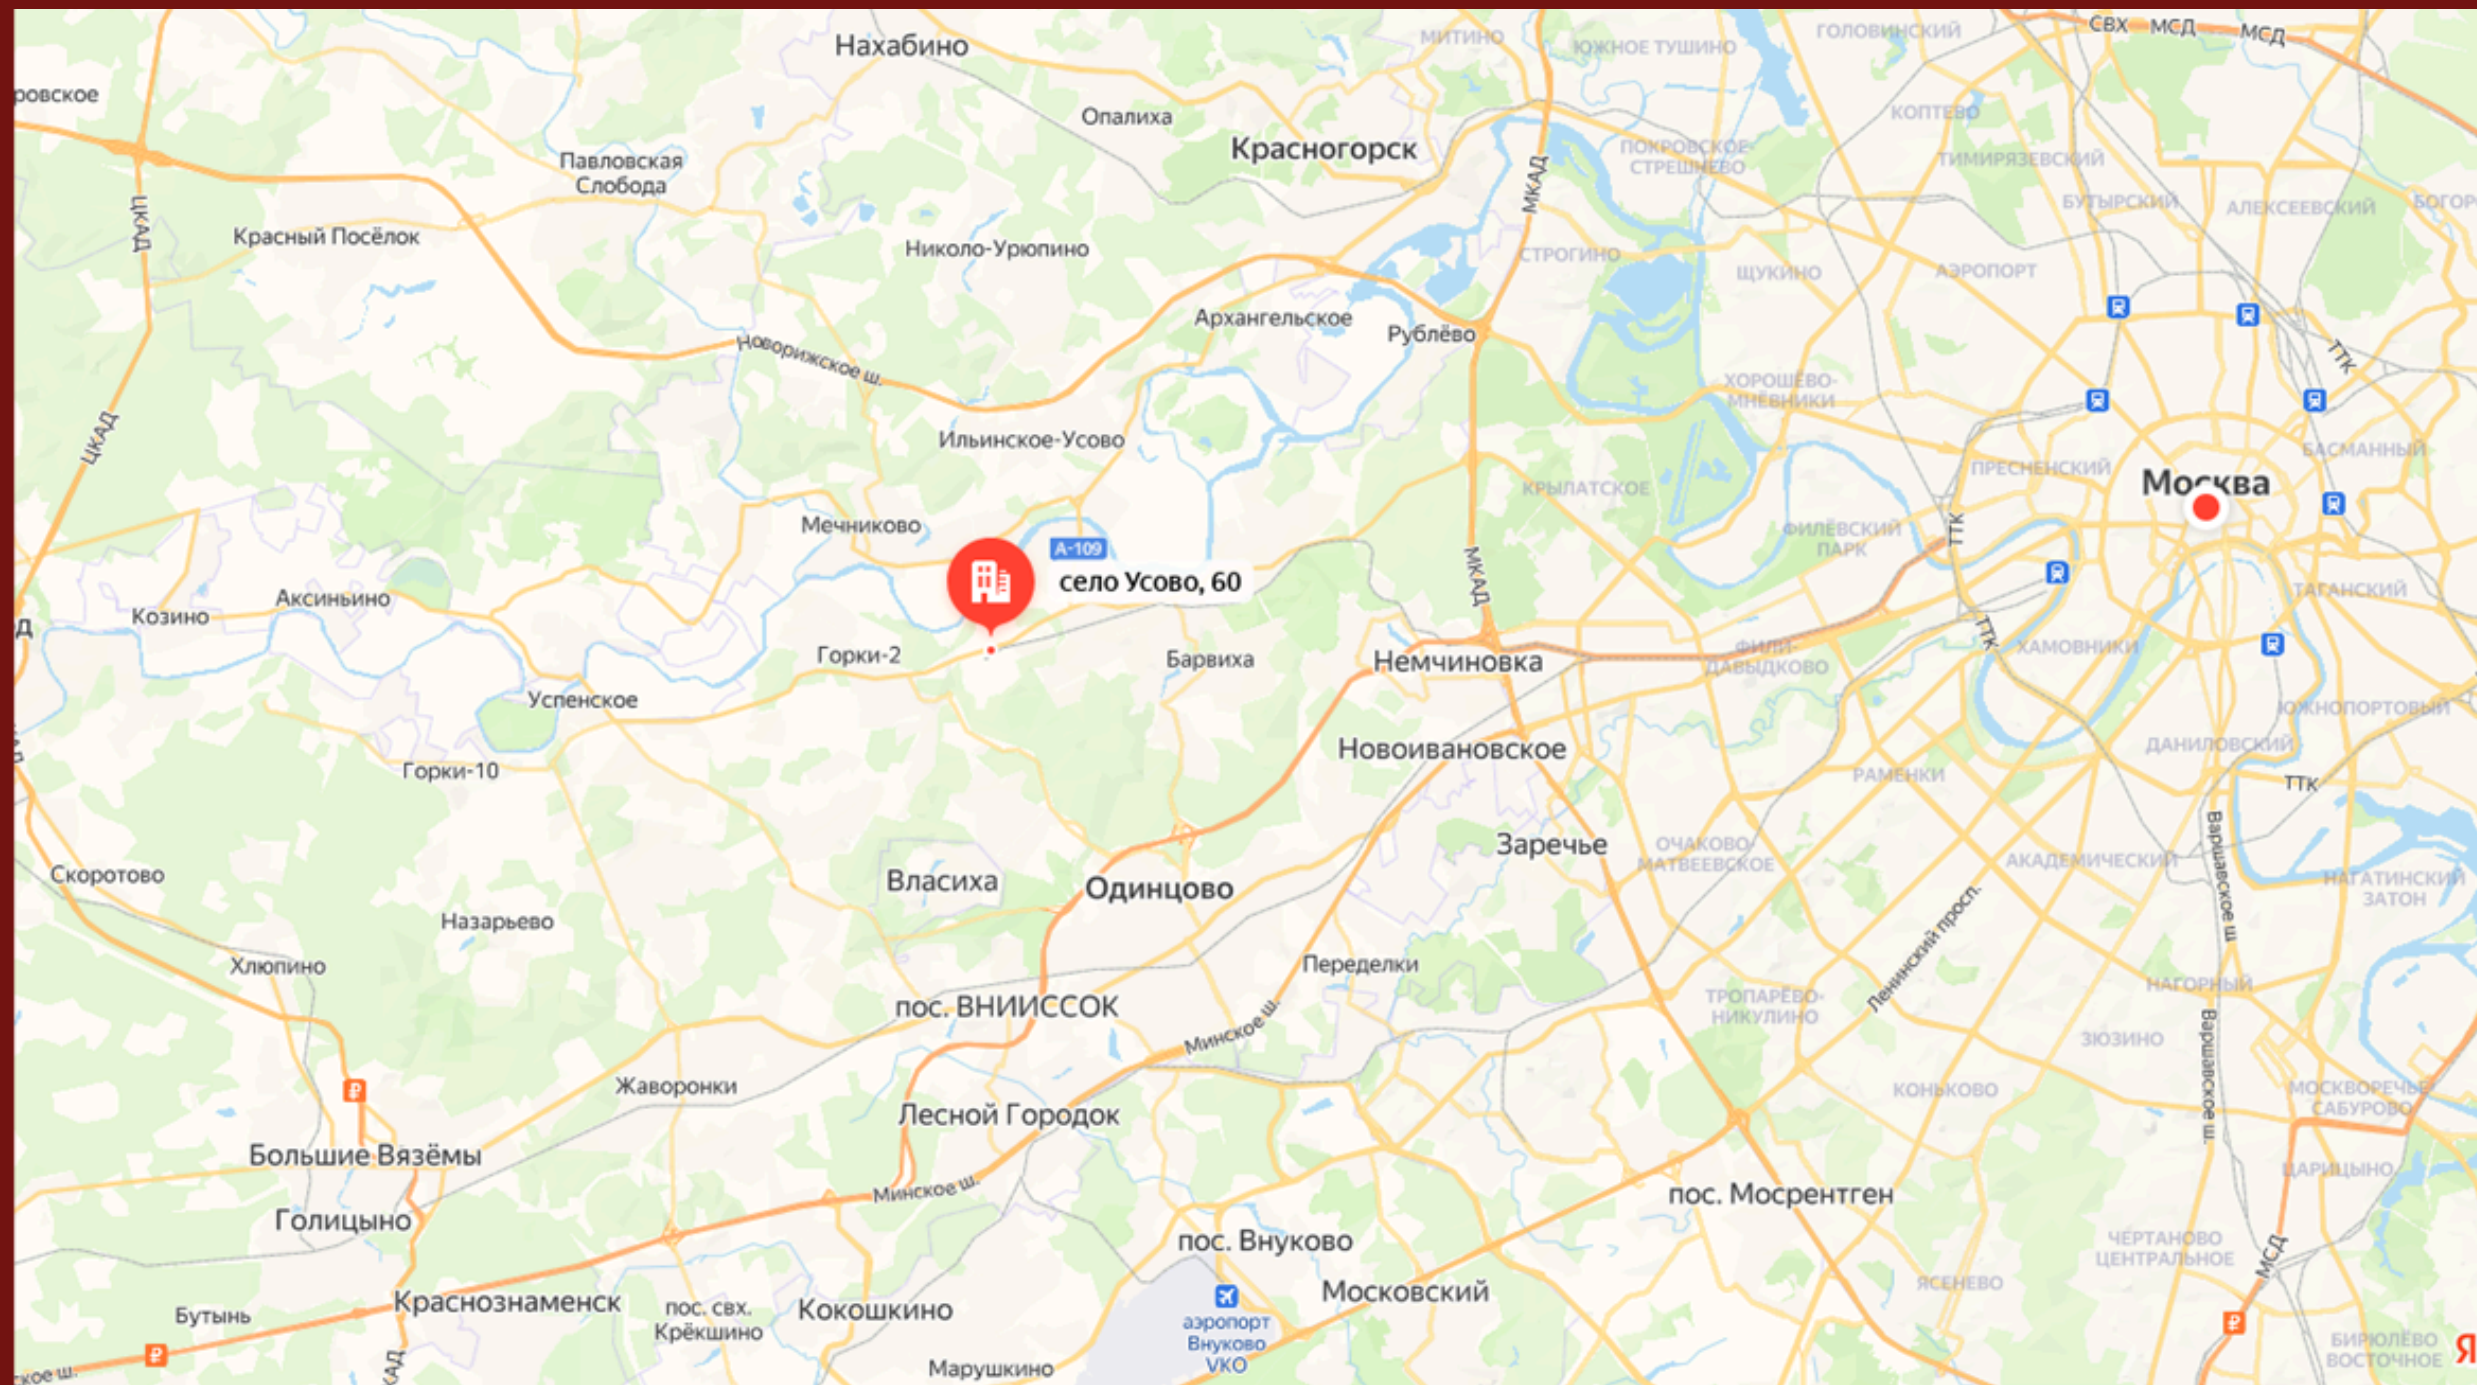 Нахабино
МИТИНО
ЮЖНОЕ ТУШИНО
ГОЛОВИНСКИЙ
СВХ
МСД
МСД
ровское
Опалиха
КОПТЕВО
Красногорск
ПОКРОВСКОЕ-
СТРЕШНЕВО
ТИМИРЯЗЕВСКИЙ
Павловская
Слобода
МКАД
БУТЫРСКИЙ
АЛЕКСЕЕВСКИЙ
БОГОР
ЦКАД
Красный Посёлок
Николо-Урюпино
СТРОГИНО
ЩУКИНО
АЭРОПОРТ
Архангельское
Рублёво
Новорижское ш.
ТТК
ХОРОШЁВО-
МНЁВНИКИ
ЦКАД
Ильинское-Усово
БАСМАННЫЙ
ПРЕСНЕНСКИЙ
Москва
КРЫЛАТСКОЕ
Мечниково
ФИЛЁВСКИЙ
ПАРК
ТТК
А-109
село Усово, 60
МКАД
ТАГАНСКИЙ
Аксиньино
Козино
Д
ТТК
ХАМОВНИКИ
Горки-2
Барвиха
Немчиновка
ФИЛИ-
ДАВЫДКОВО
Успенское
ЮЖНОПОРТОВЫЙ
Новоивановское
ДАНИЛОВСКИЙ
Горки-10
РАМЕНКИ
ТТК
Заречье
ОЧАКОВО-
МАТВЕЕВСКОЕ
АКАДЕМИЧЕСКИЙ
Варшавское ш.
Скоротово
Власиха
Одинцово
НАГАТИНСКИЙ
ЗАТОН
Назарьево
Ленинский просп.
Хлюпино
Переделки
НАГОРНЫЙ
пос. ВНИИССОК
ТРОПАРЁВО-
НИКУЛИНО
Минское ш.
ЗЮЗИНО
Варшавское ш.
Жаворонки
КОНЬКОВО
МОСКВОРЕЧЬЕ-
САБУРОВО
Лесной Городок
Большие Вязёмы
ЦАРИЦЫНО
Минское ш.
пос. Мосрентген
Голицыно
пос. Внуково
ЧЕРТАНОВО
ЦЕНТРАЛЬНОЕ
МСД
ЯСЕНЕВО
Московский
Краснознаменск
пос. свх.
Крёкшино
Кокошкино
Бутынь
аэропорт
Внуково
VKO
БИРЮЛЁВО
ВОСТОЧНОЕ
Я
Марушкино
ское ш.
КАД